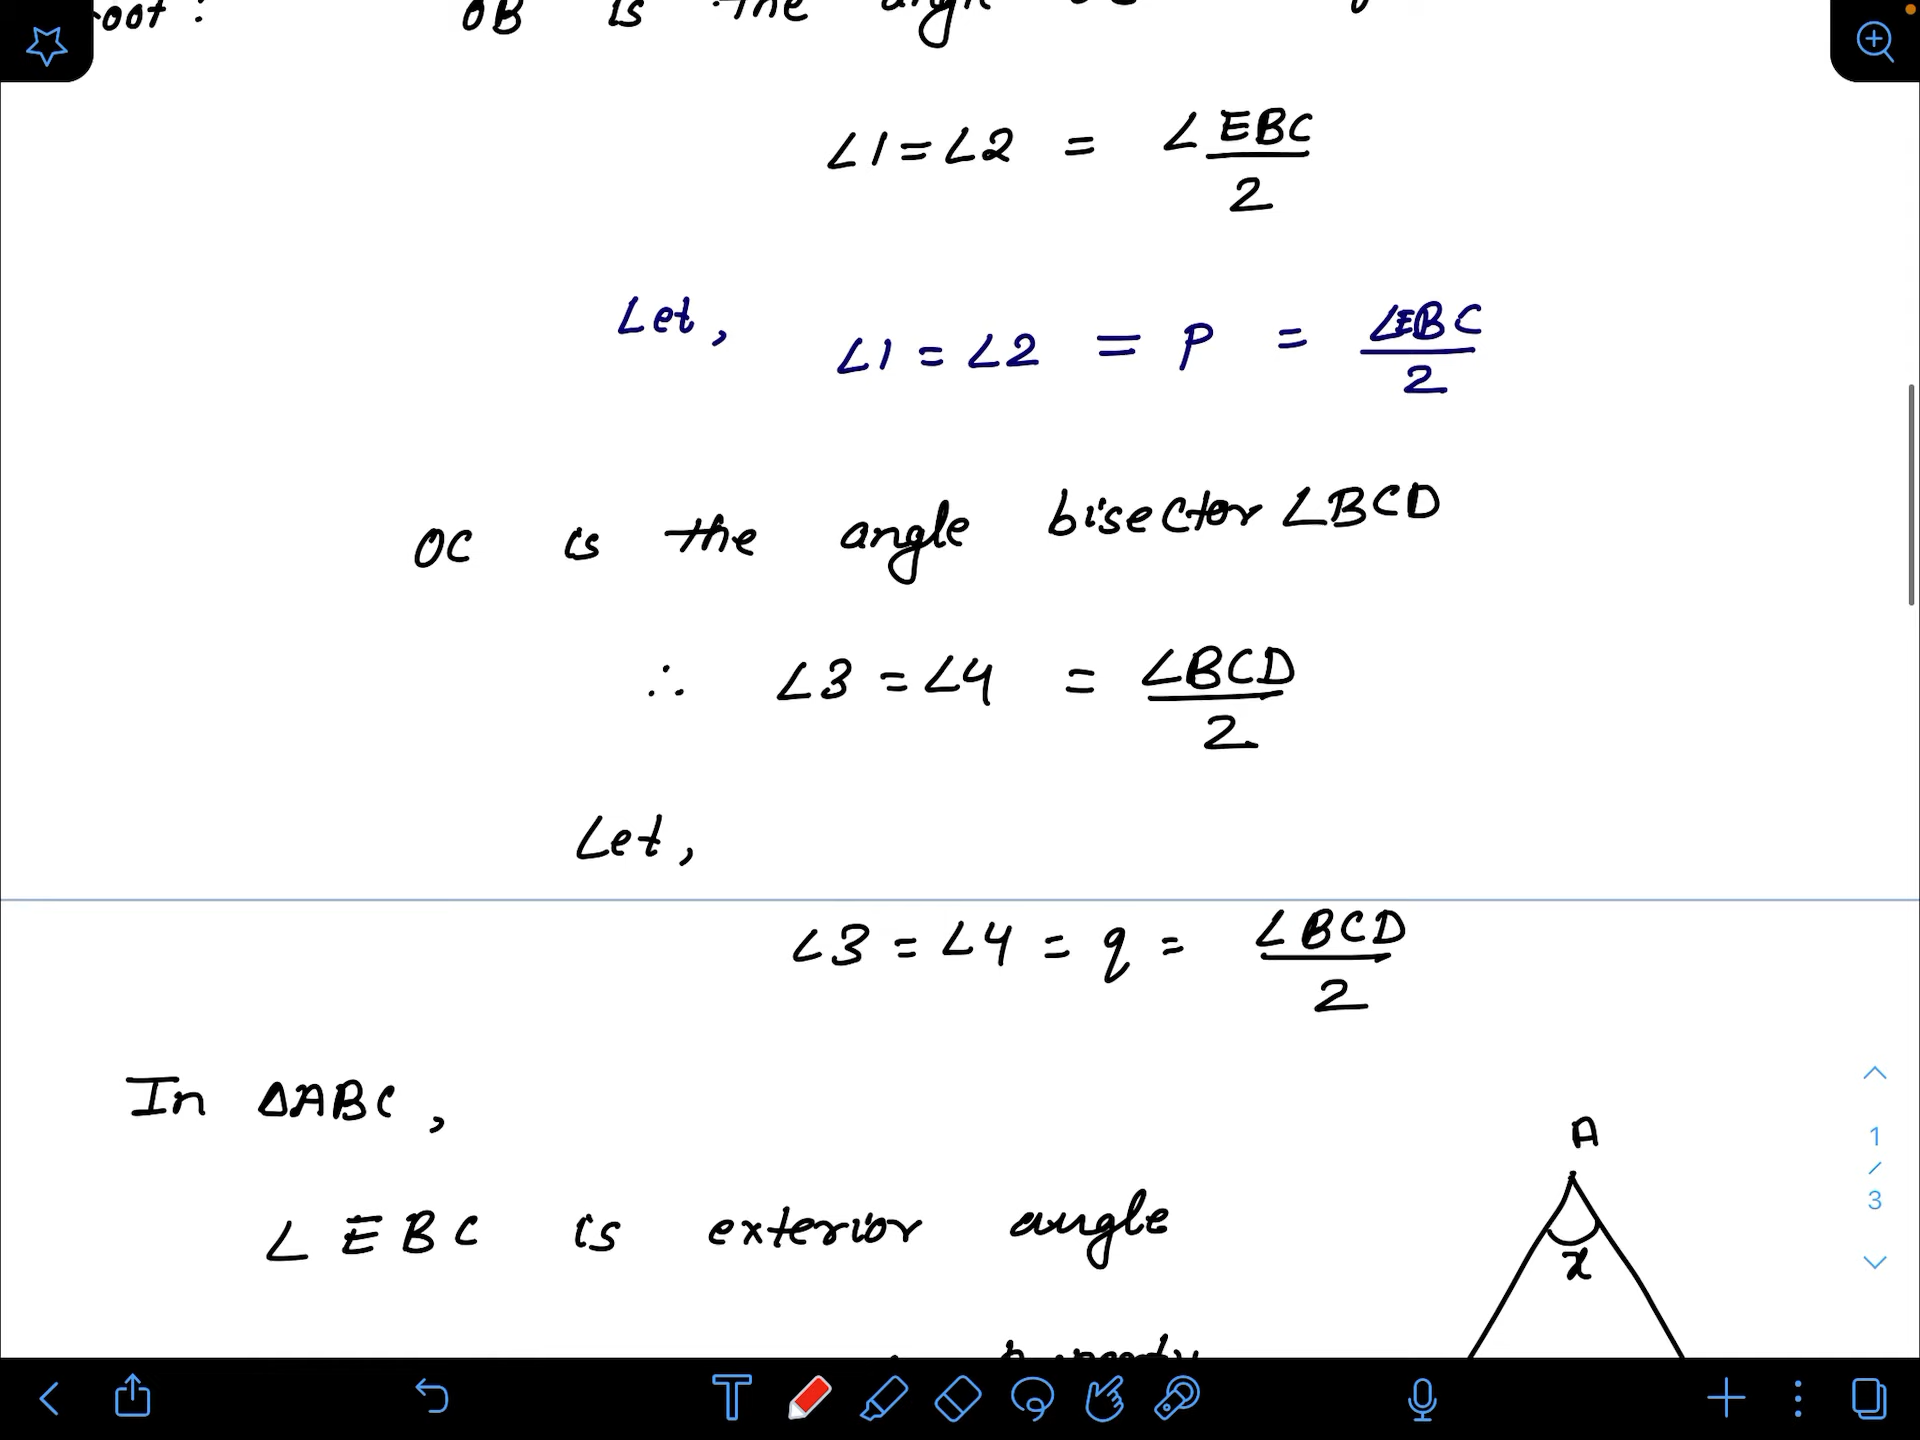 OB is the
∠1 = ∠2 = ∠EBC / 2
Let, ∠1 = ∠2 = p = ∠EBC / 2
OC is the angle bisector ∠BCD
∴ ∠3 = ∠4 = ∠BCD / 2
Let,
∠3 = ∠4 = q = ∠BCD / 2
In ΔABC,
A
∠EBC is exterior angle
x
1
/
3
T